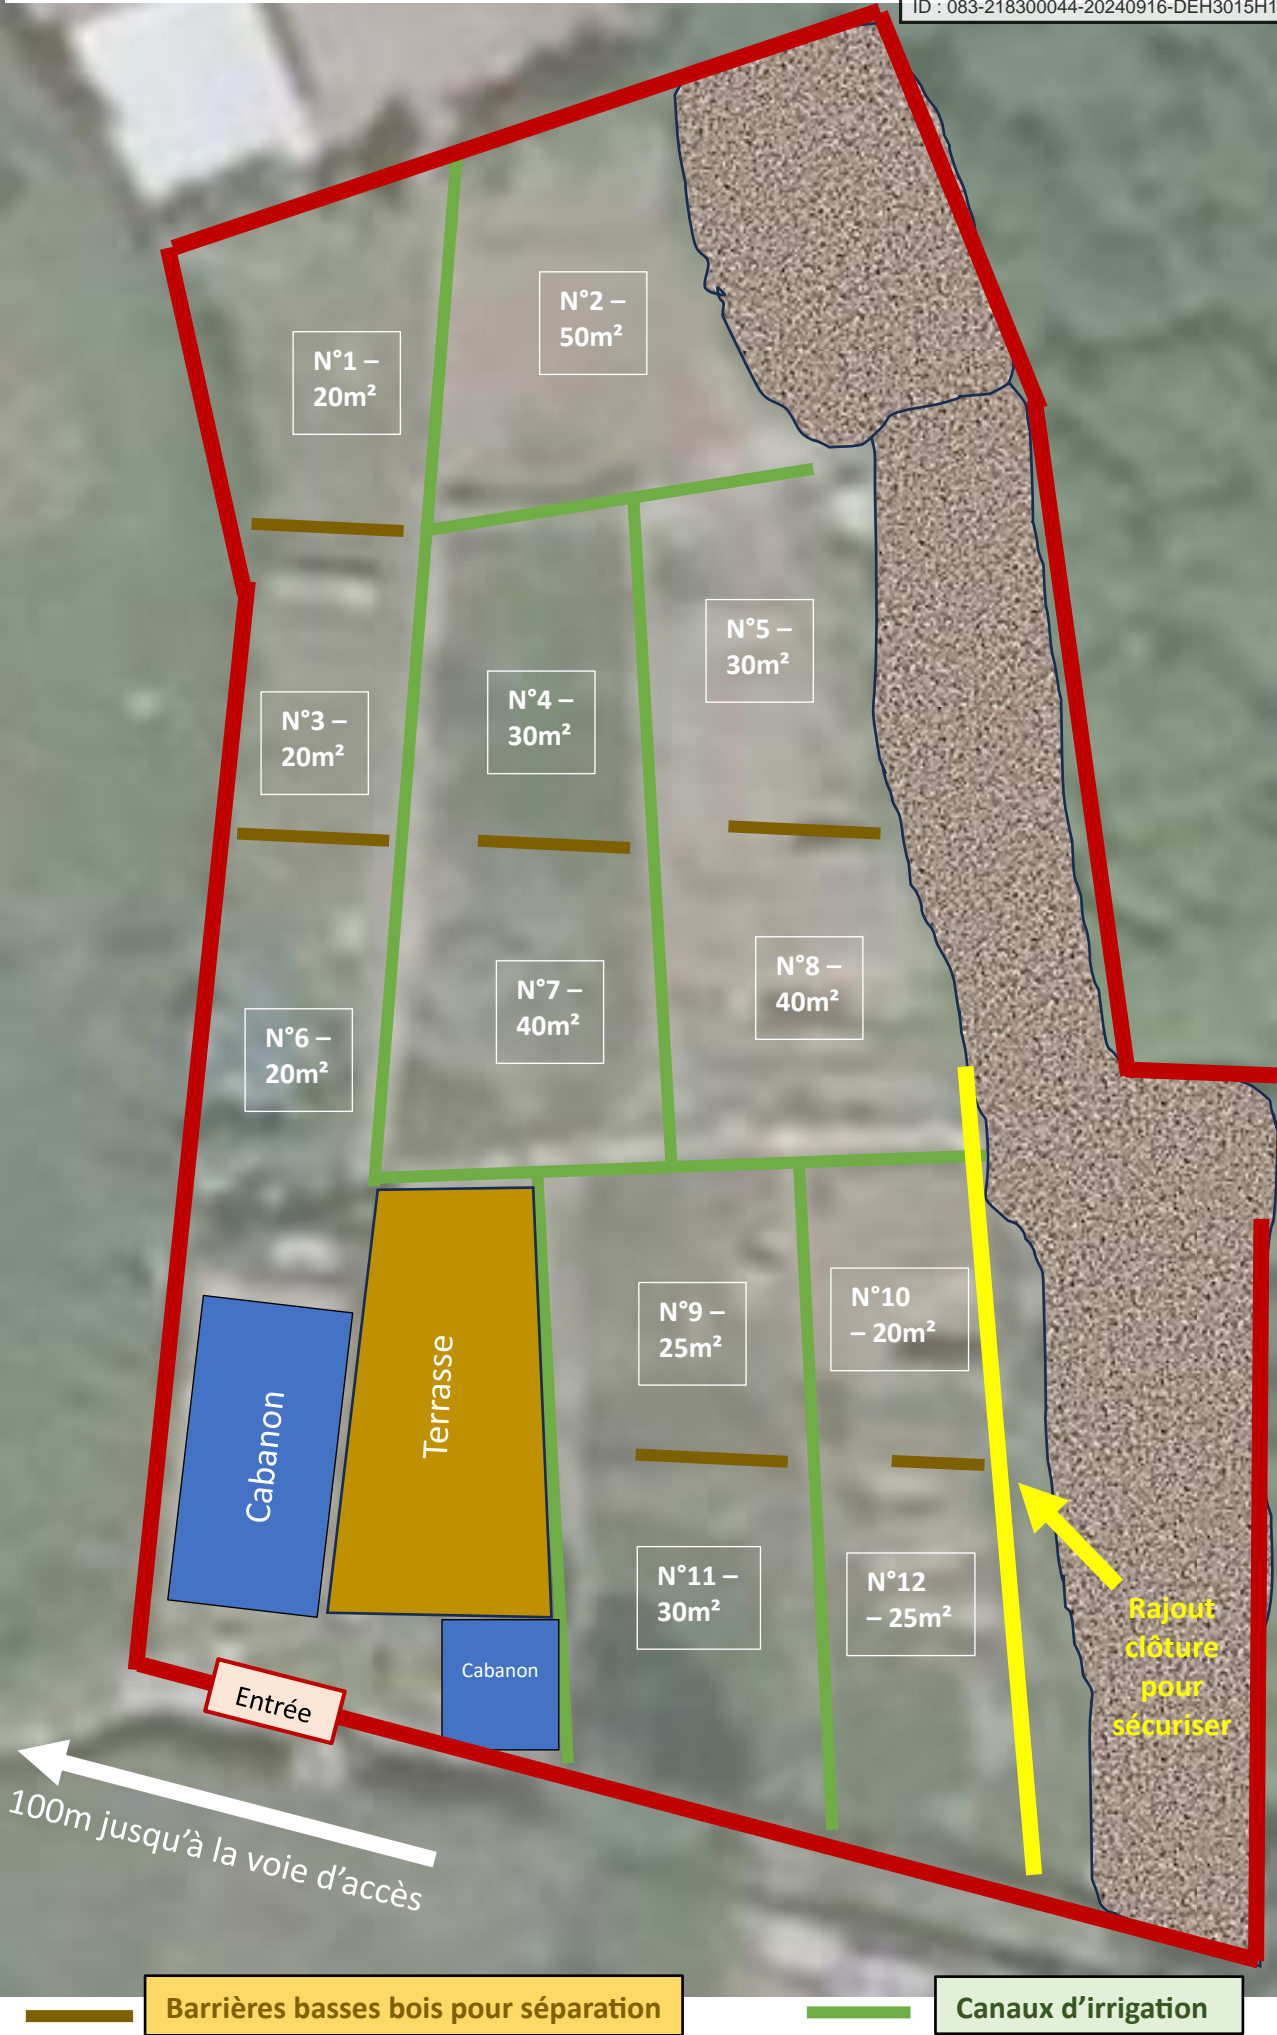 ID : 083-218300044-20240916-DEH3015H1
N°2 –
50m²
N°1 –
20m²
N°5 –
30m²
N°4 –
30m²
N°3 –
20m²
N°8 –
40m²
N°7 –
40m²
N°6 –
20m²
N°10
– 20m²
N°9 –
25m²
Terrasse
Cabanon
N°11 –
30m²
N°12
– 25m²
Rajout
clôture
pour
sécuriser
Cabanon
Entrée
100m jusqu'à la voie d'accès
Barrières basses bois pour séparation
Canaux d'irrigation